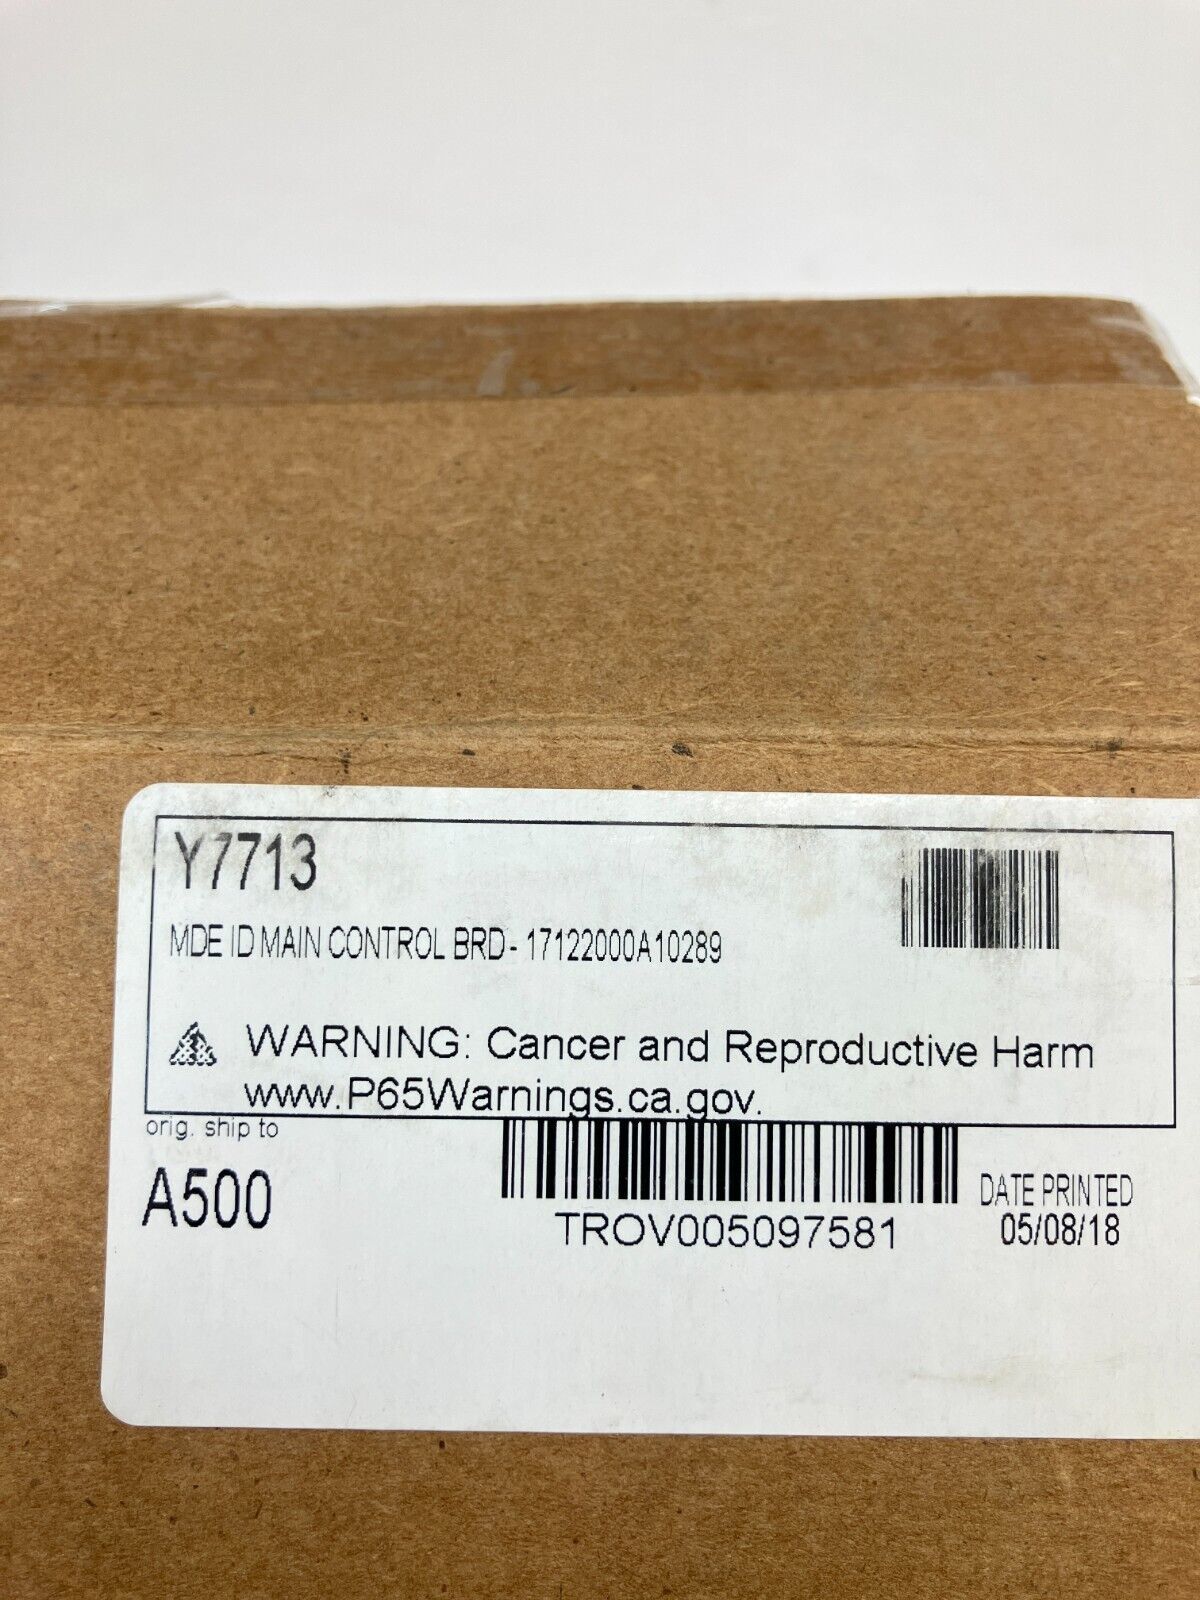 Y7713
MDE ID MAIN CONTROL BRD - 17122000A10289
WARNING: Cancer and Reproductive Harm
www.P65Warnings.ca.gov.
orig. ship to
A500
TROV005097581
DATE PRINTED
05/08/18